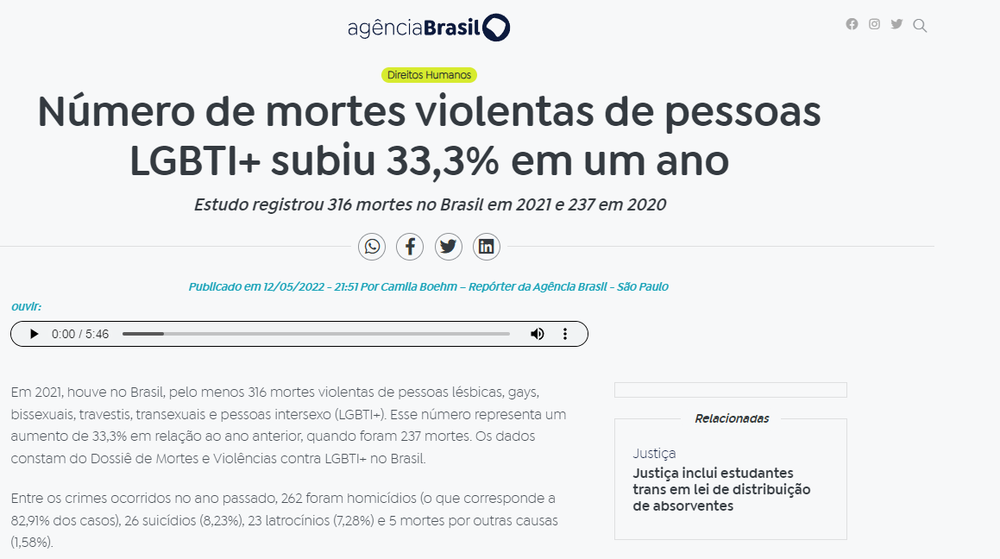 agênciaBrasil
Direitos Humanos
Número de mortes violentas de pessoas
LGBTI+ subiu 33,3% em um ano
Estudo registrou 316 mortes no Brasil em 2021 e 237 em 2020
Publicado em 12/05/2022 - 21:51 Por Camila Boehm – Repórter da Agência Brasil - São Paulo
ouvir:
0:00 / 5:46
Em 2021, houve no Brasil, pelo menos 316 mortes violentas de pessoas lésbicas, gays,
bissexuais, travestis, transexuais e pessoas intersexo (LGBTI+). Esse número representa um
aumento de 33,3% em relação ao ano anterior, quando foram 237 mortes. Os dados
constam do Dossiê de Mortes e Violências contra LGBTI+ no Brasil.
Entre os crimes ocorridos no ano passado, 262 foram homicídios (o que corresponde a
82,91% dos casos), 26 suicídios (8,23%), 23 latrocínios (7,28%) e 5 mortes por outras causas
(1,58%).
Relacionadas
Justiça
Justiça inclui estudantes
trans em lei de distribuição
de absorventes